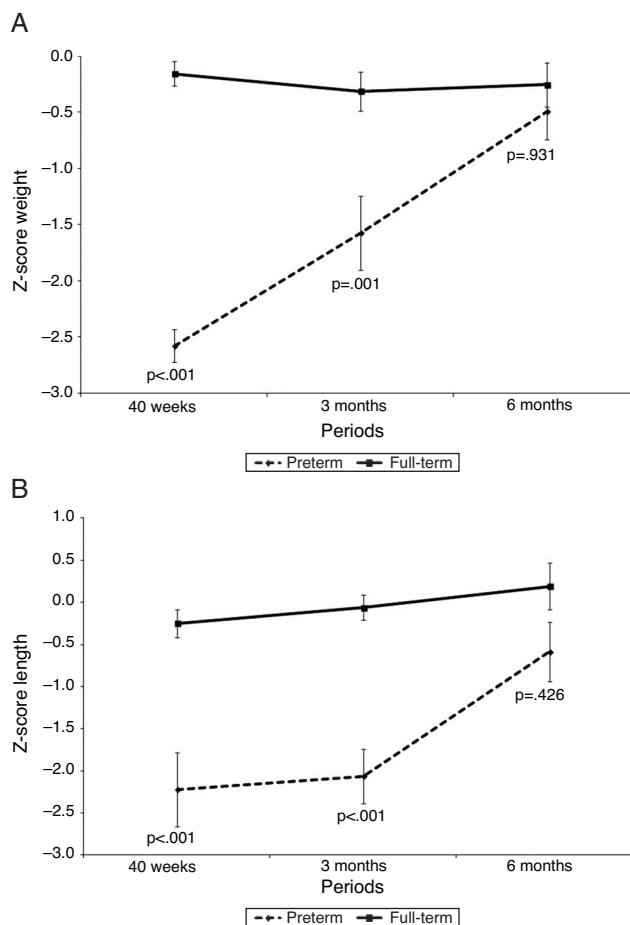 A
0.0
–0.5
–1.0
–1.5
–2.0
–2.5
–3.0
Z-score weight
p<.001
p=.001
p=.931
40 weeks
3 months
6 months
Periods
Preterm
Full-term
B
1.0
0.5
0.0
–0.5
–1.0
–1.5
–2.0
–2.5
–3.0
Z-score length
p<.001
p<.001
p=.426
40 weeks
3 months
6 months
Periods
Preterm
Full-term